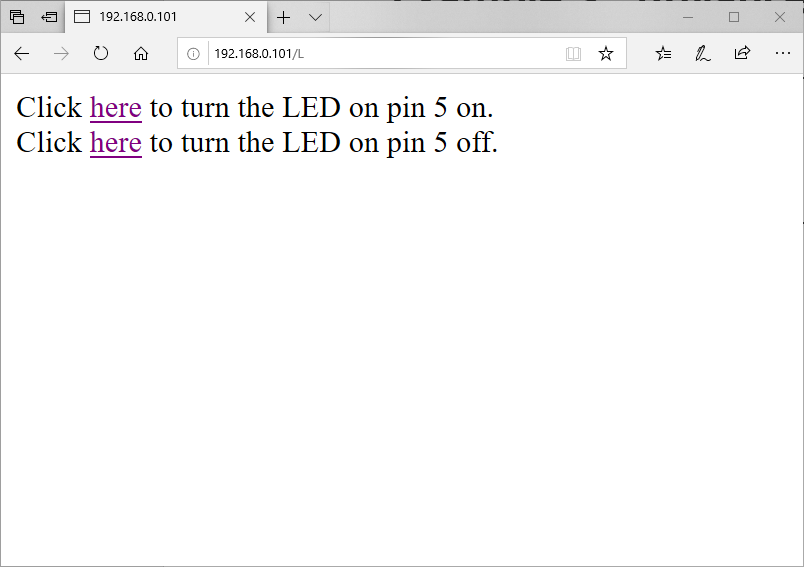 192.168.0.101
192.168.0.101/L
Click here to turn the LED on pin 5 on.
Click here to turn the LED on pin 5 off.